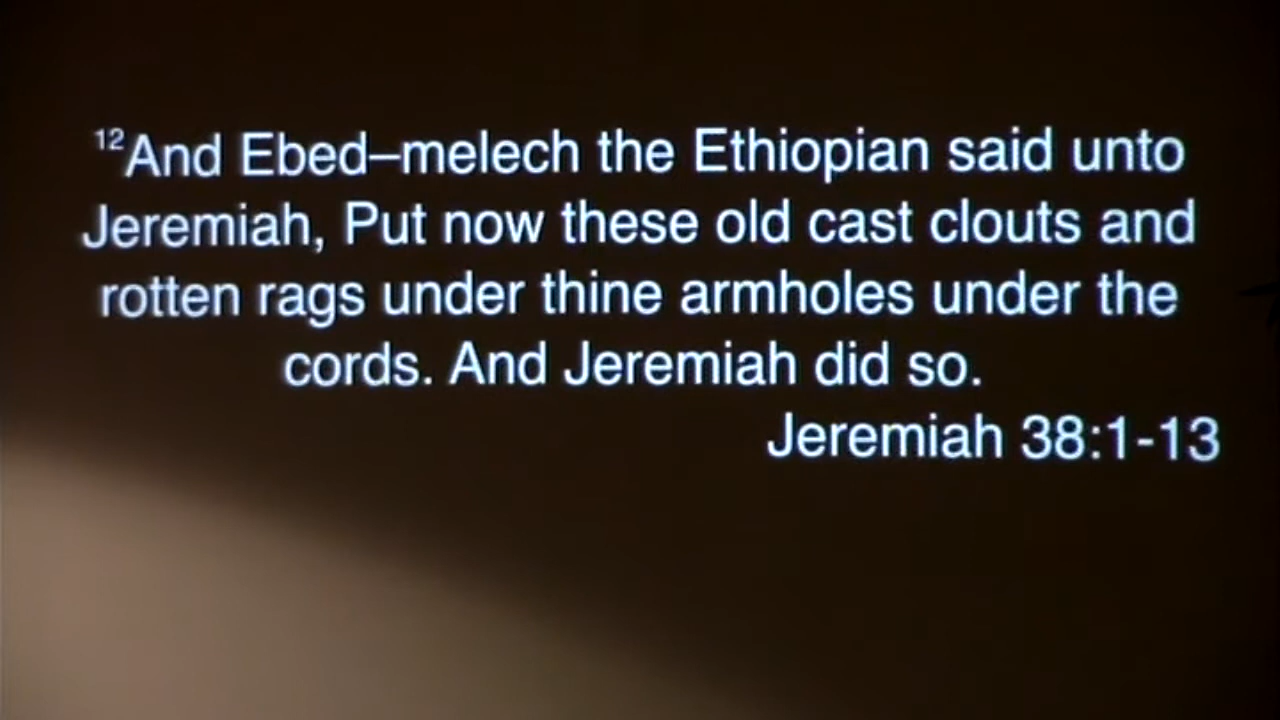 12And Ebed–melech the Ethiopian said unto
Jeremiah, Put now these old cast clouts and
rotten rags under thine armholes under the
cords. And Jeremiah did so.
Jeremiah 38:1-13